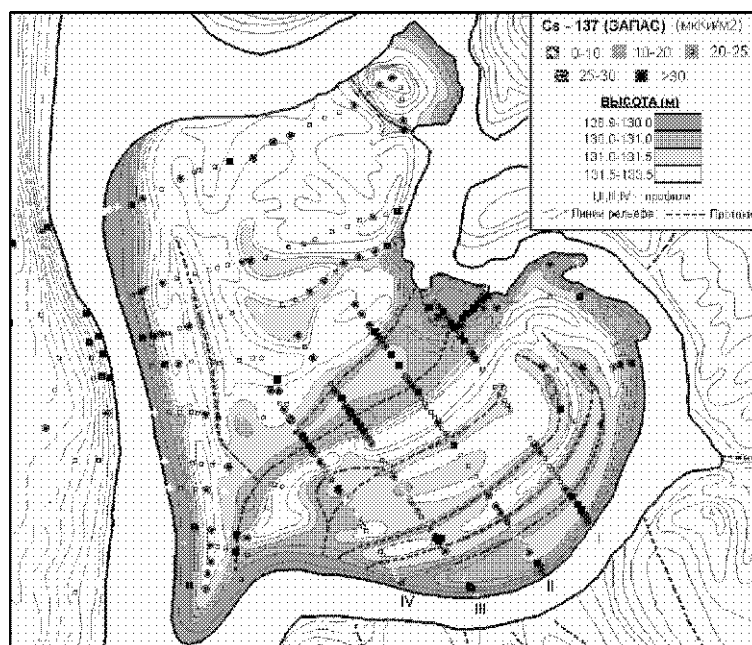 Cs - 137 (ЗАПАС) (мкКи/м2)
0-10 10-20 20-25
25-30 >30
ВЫСОТА (М)
128.9-130.0
130.0-131.0
131.0-131.5
131.5-133.5
I,II,III,IV - профили
Линии рельефа Протоки
I
II
III
IV